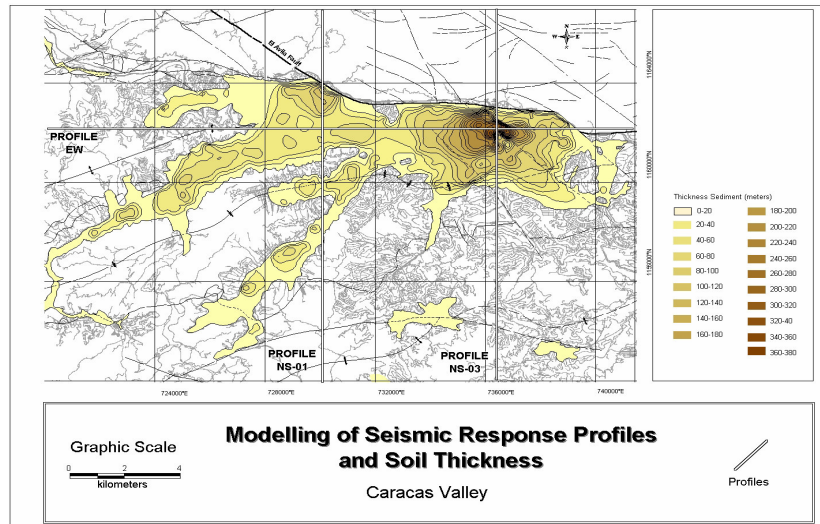 N
W E
S
El Avila Fault
1164000°N
PROFILE
EW
1160000°N
1155000°N
PROFILE
NS-01
PROFILE
NS-03
724000°E
728000°E
732000°E
736000°E
740000°E
Thickness Sediment (meters)
0-20
20-40
40-60
60-80
80-100
100-120
120-140
140-160
160-180
180-200
200-220
220-240
240-260
260-280
280-300
300-320
320-40
340-360
360-380
Graphic Scale
0 2 4
kilometers
Modelling of Seismic Response Profiles
and Soil Thickness
Caracas Valley
Profiles